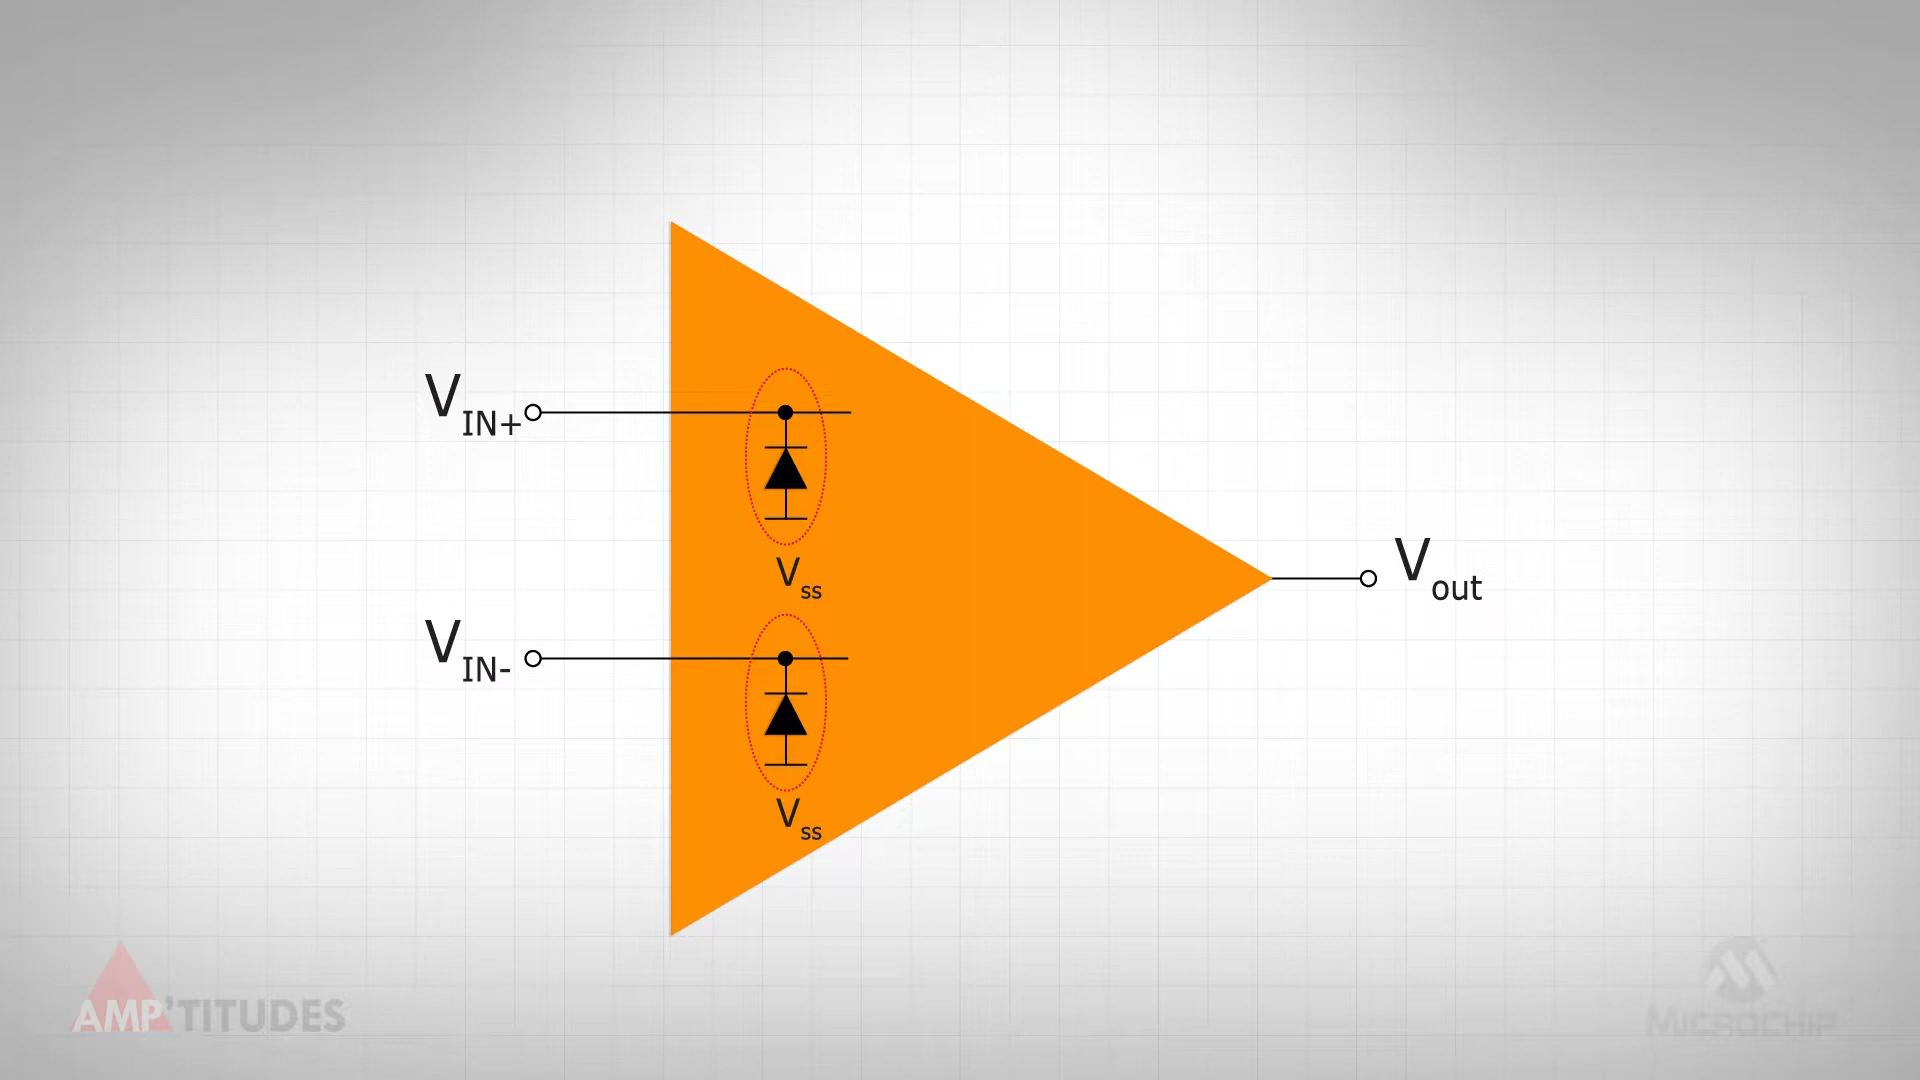 VIN+
Vss
VIN-
Vss
Vout
AMP'TITUDES
MICROCHIP